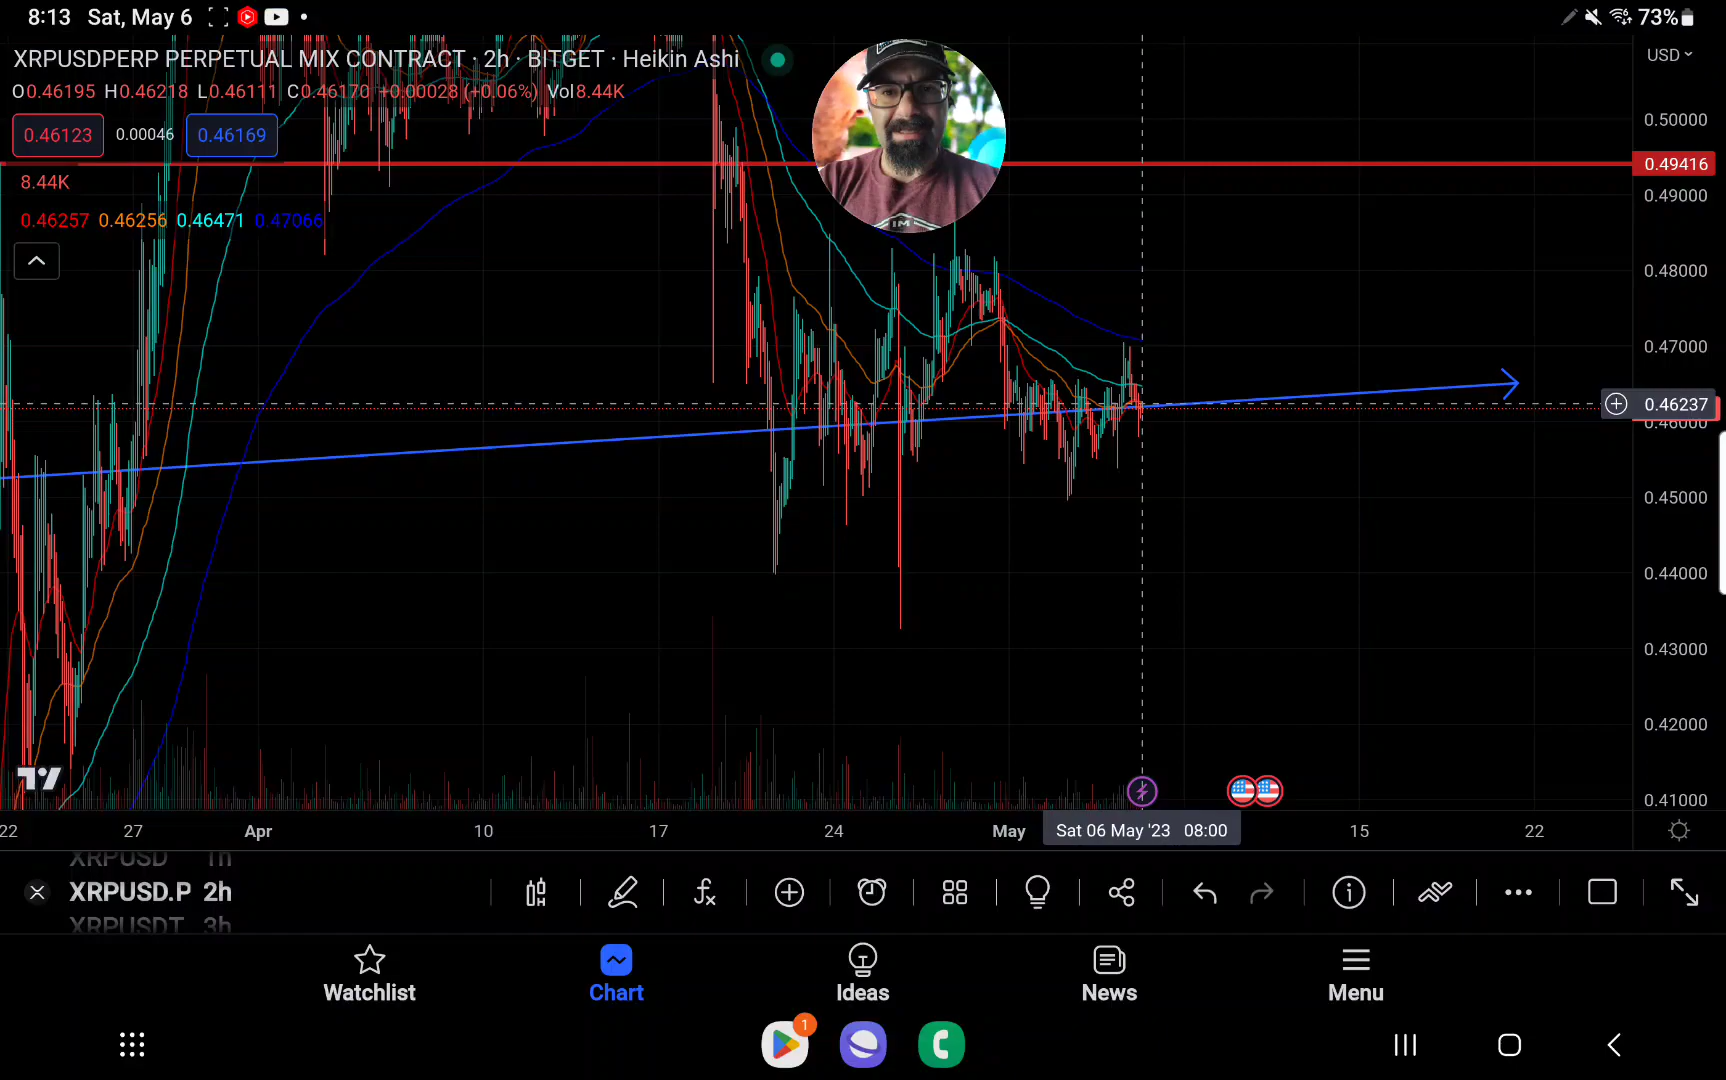 8:13 Sat, May 6 73%
XRPUSDPERP PERPETUAL MIX CONTRACT · 2h · BITGET · Heikin Ashi
USD
O0.46195 H0.46218 L0.46111 C0.46170 +0.00028 (+0.06%) Vol8.44K
0.46123 0.00046 0.46169
0.50000
0.49416
8.44K
0.49000
0.46257 0.46256 0.46471 0.47066
IM
0.48000
0.47000
0.46237
0.46000
0.45000
0.44000
0.43000
0.42000
0.41000
22 27 Apr 10 17 24 May Sat 06 May '23 08:00 15 22
XRPUSD 1h
XRPUSD.P 2h
XRPUSDT 3h
Watchlist Chart Ideas News Menu
1